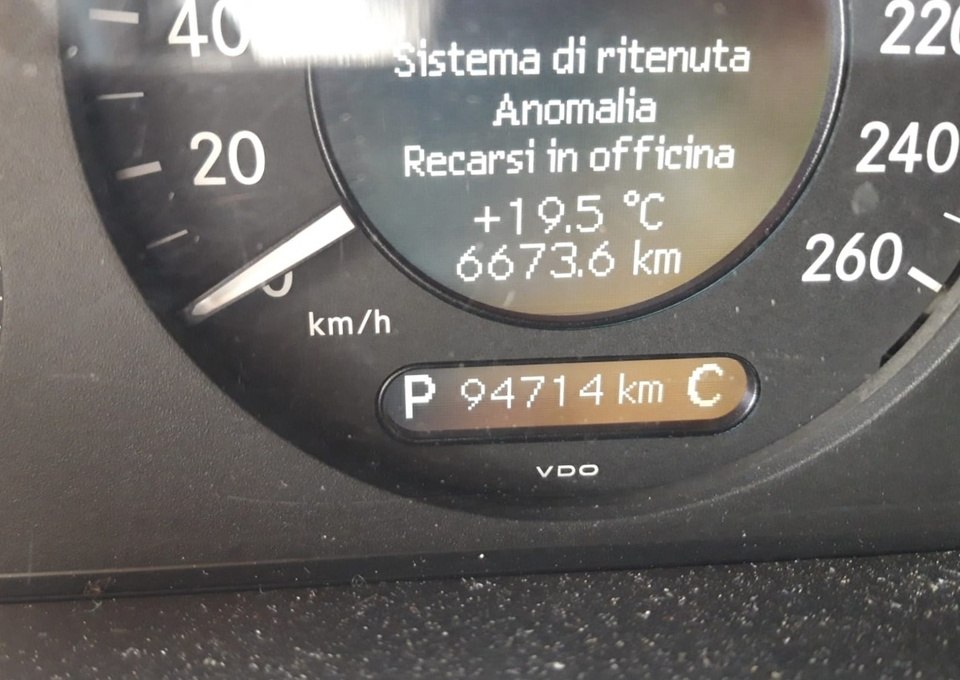 40
Sistema di ritenuta
220
Anomalia
20
Recarsi in officina
240
+19.5 °C
6673.6 km
260
0
km/h
P 94714 km C
VDO